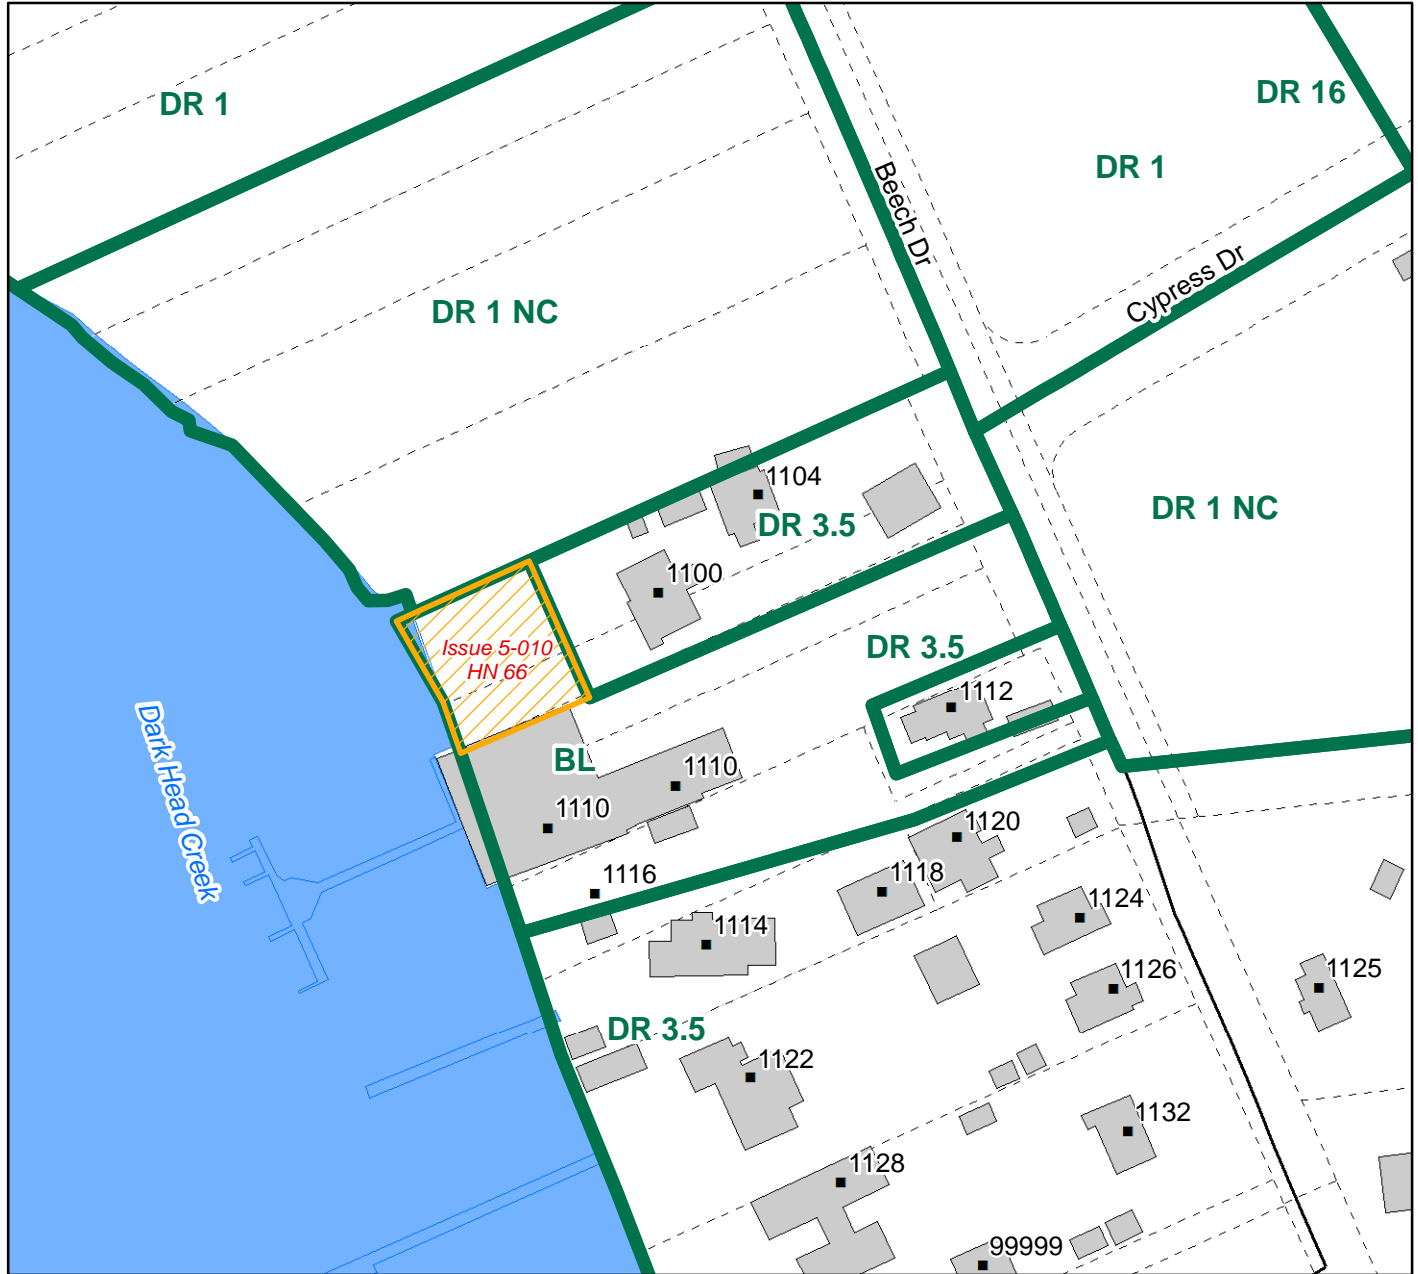 DR 16
DR 1
DR 1
Beech Dr
Cypress Dr
DR 1 NC
1104
DR 1 NC
DR 3.5
1100
Issue 5-010
HN 66
DR 3.5
1112
Dark Head Creek
BL
1110
1110
1120
1116
1118
1124
1114
1126
1125
DR 3.5
1122
1132
1128
99999